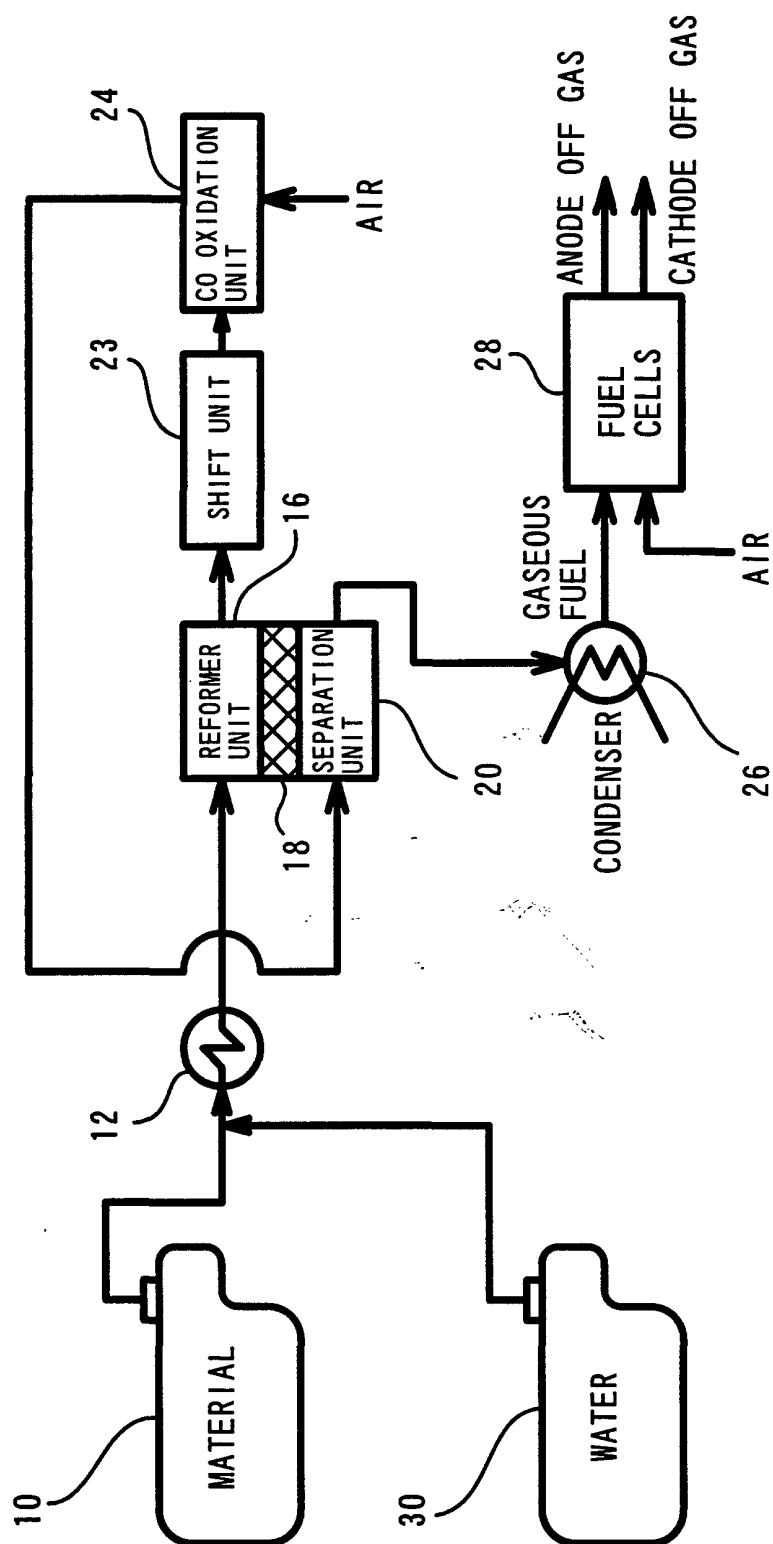 24
CO OXIDATION
UNIT
AIR
23
SHIFT UNIT
16
REFORMER
UNIT
SEPARATION
UNIT
18
20
12
10
MATERIAL
30
WATER
CONDENSER
26
GASEOUS
FUEL
28
FUEL
CELLS
AIR
ANODE OFF GAS
CATHODE OFF GAS